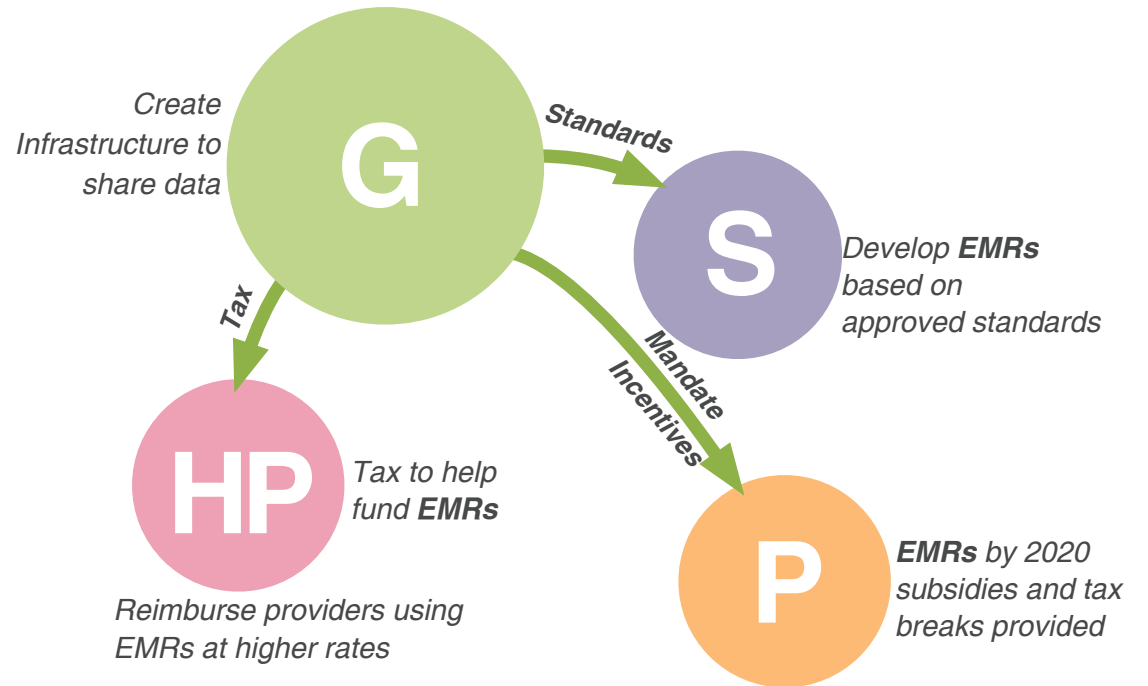 Create
Infrastructure to
share data
G
Standards
S
Develop EMRs
based on
approved standards
Tax
Mandate
Incentives
HP
Tax to help
fund EMRs
Reimburse providers using
EMRs at higher rates
P
EMRs by 2020
subsidies and tax
breaks provided